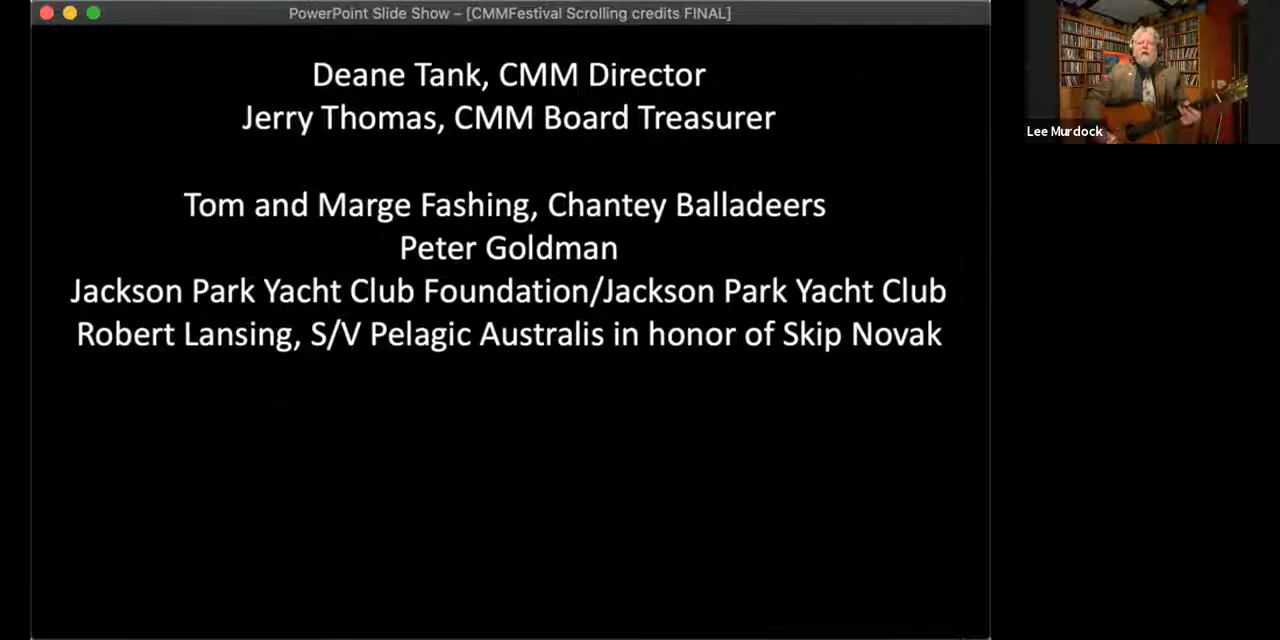 PowerPoint Slide Show – [CMMFestival Scrolling credits FINAL]
Deane Tank, CMM Director
Jerry Thomas, CMM Board Treasurer
Tom and Marge Fashing, Chantey Balladeers
Peter Goldman
Jackson Park Yacht Club Foundation/Jackson Park Yacht Club
Robert Lansing, S/V Pelagic Australis in honor of Skip Novak
Lee Murdock